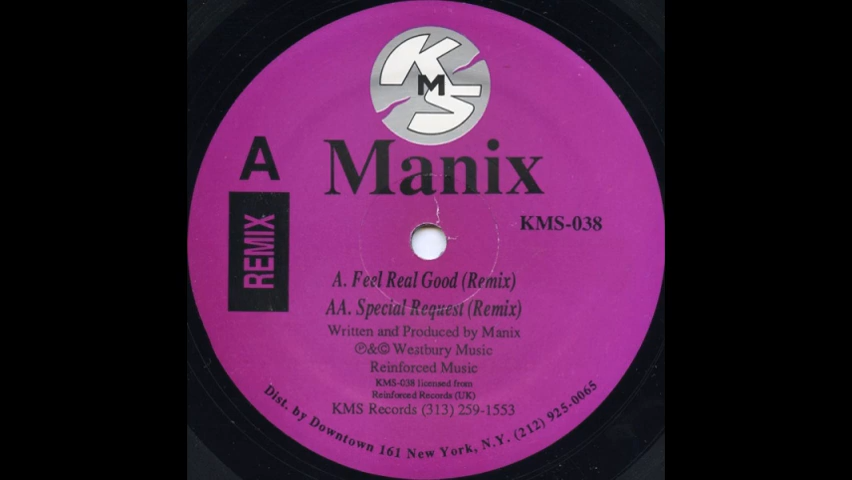 KMS
Manix
A
REMIX
KMS-038
A. Feel Real Good (Remix)
AA. Special Request (Remix)
Written and Produced by Manix
℗&© Westbury Music
Reinforced Music
KMS-038 licensed from
Reinforced Records (UK)
KMS Records (313) 259-1553
Dist. by Downtown 161 New York, N.Y. (212) 925-0065